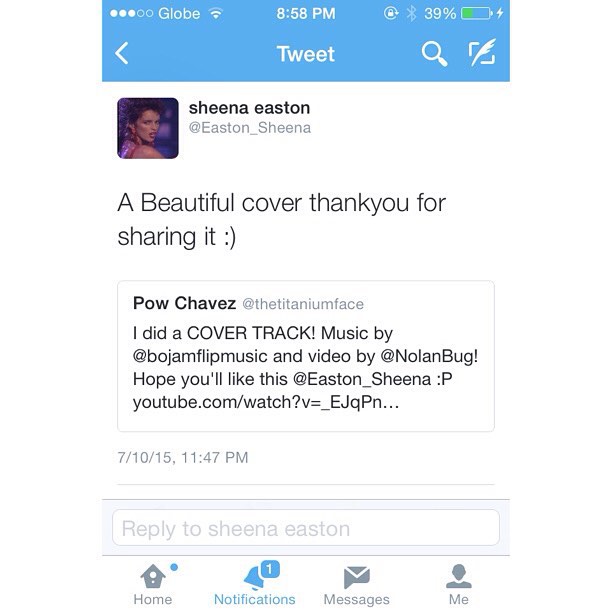 Globe 8:58 PM 39%
Tweet
sheena easton
@Easton_Sheena
A Beautiful cover thankyou for
sharing it :)
Pow Chavez @thetitaniumface
I did a COVER TRACK! Music by
@bojamflipmusic and video by @NolanBug!
Hope you'll like this @Easton_Sheena :P
youtube.com/watch?v=_EJqPn...
7/10/15, 11:47 PM
Reply to sheena easton
1
Home Notifications Messages Me